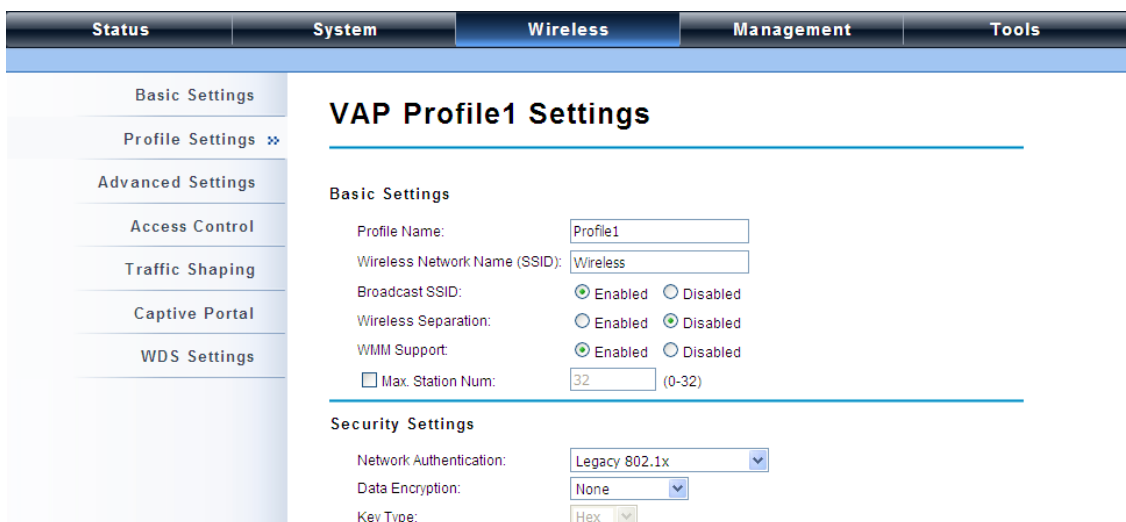 Status System Wireless Management Tools
Basic Settings
Profile Settings »
Advanced Settings
Access Control
Traffic Shaping
Captive Portal
WDS Settings
VAP Profile1 Settings
Basic Settings
Profile Name: Profile1
Wireless Network Name (SSID): Wireless
Broadcast SSID: Enabled Disabled
Wireless Separation: Enabled Disabled
WMM Support: Enabled Disabled
Max. Station Num: 32 (0-32)
Security Settings
Network Authentication: Legacy 802.1x
Data Encryption: None
Key Type: Hex